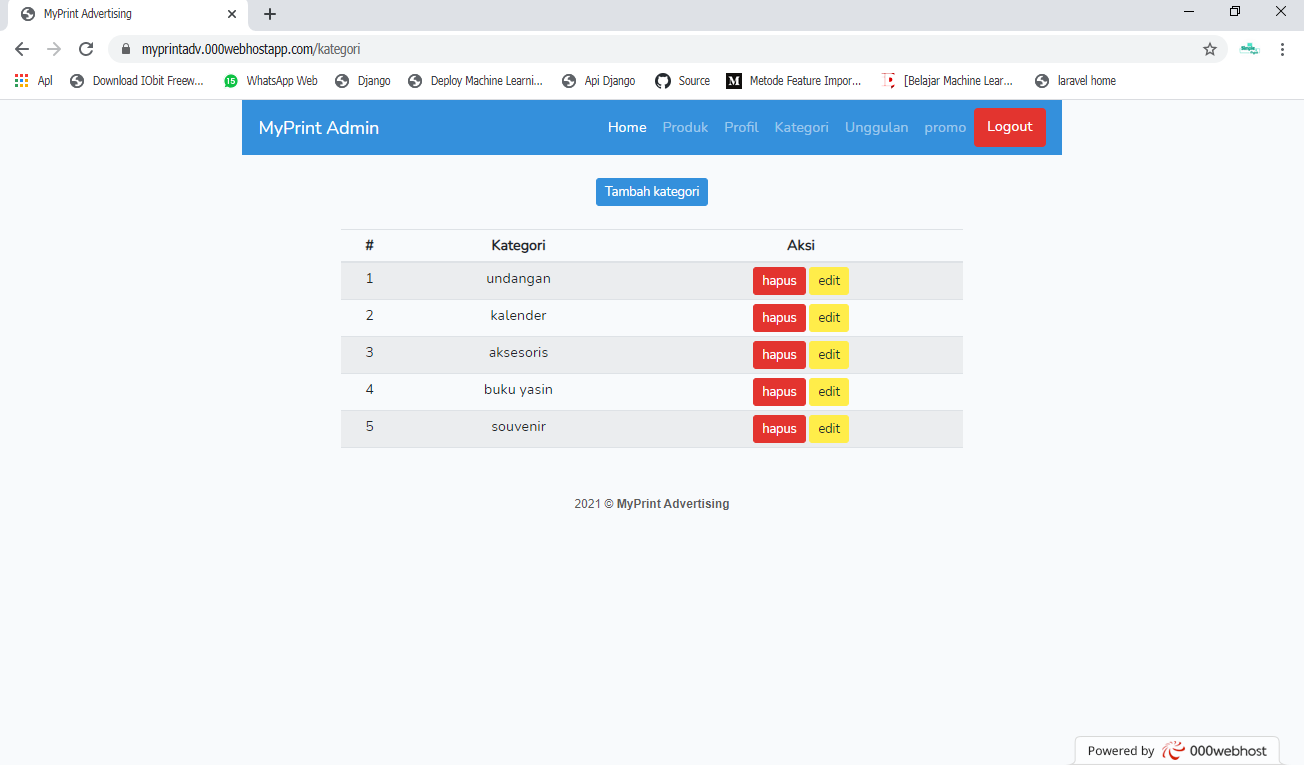 MyPrint Advertising
myprintadv.000webhostapp.com/kategori
Apl Download IObit Freew... WhatsApp Web Django Deploy Machine Learni... Api Django Source Metode Feature Impor... [Belajar Machine Lear... laravel home
MyPrint Admin Home Produk Profil Kategori Unggulan promo Logout
Tambah kategori
# Kategori Aksi
1 undangan hapus edit
2 kalender hapus edit
3 aksesoris hapus edit
4 buku yasin hapus edit
5 souvenir hapus edit
2021 © MyPrint Advertising
Powered by 000webhost